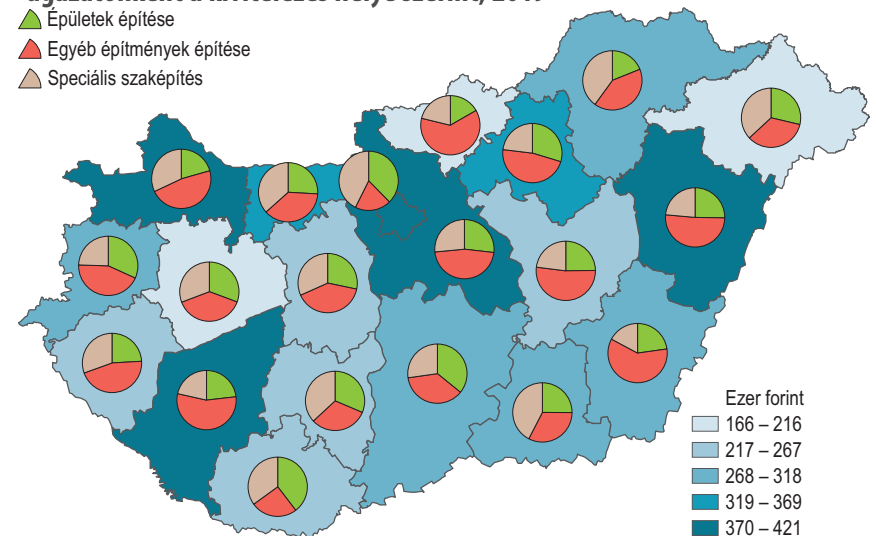 Épületek építése
Egyéb építmények építése
Speciális szaképítés
Ezer forint
166 – 216
217 – 267
268 – 318
319 – 369
370 – 421